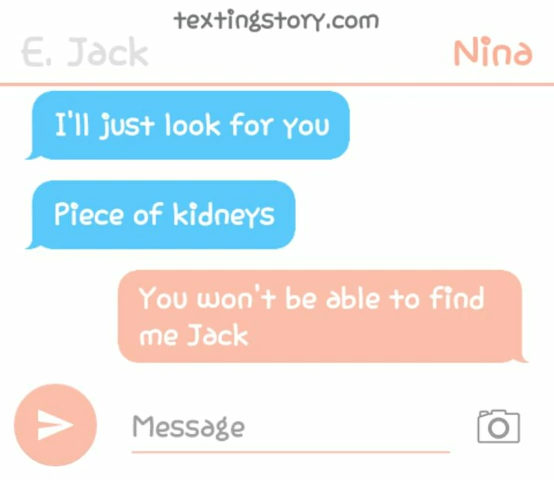 textingstory.com
E. Jack
Nina
I'll just look for you
Piece of kidneys
You won't be able to find
me Jack
Message